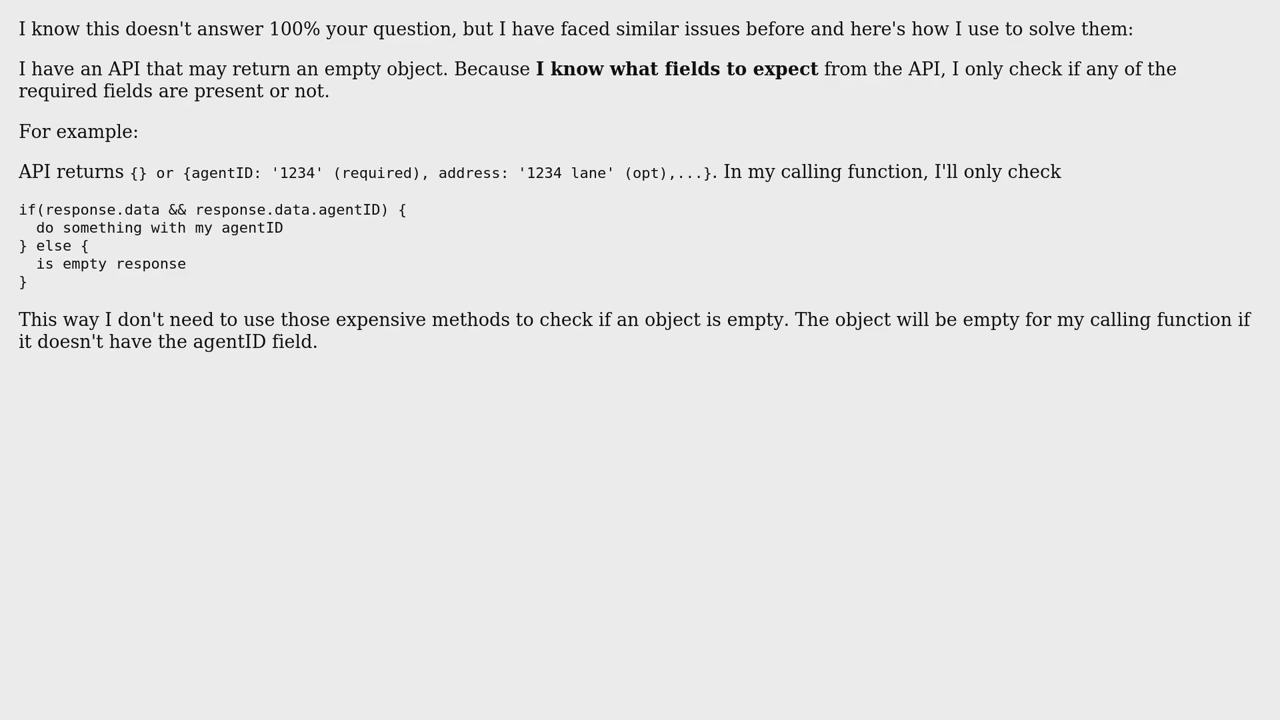 I know this doesn't answer 100% your question, but I have faced similar issues before and here's how I use to solve them:
I have an API that may return an empty object. Because I know what fields to expect from the API, I only check if any of the
required fields are present or not.
For example:
API returns {} or {agentID: '1234' (required), address: '1234 lane' (opt),...}. In my calling function, I'll only check
if(response.data && response.data.agentID) {
  do something with my agentID
} else {
  is empty response
}
This way I don't need to use those expensive methods to check if an object is empty. The object will be empty for my calling function if
it doesn't have the agentID field.